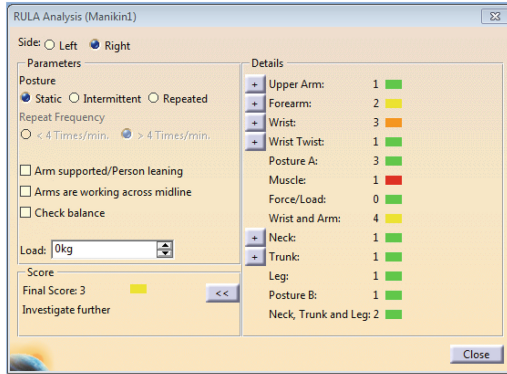 RULA Analysis (Manikin1)
Side: Left Right
Parameters
Posture
Static Intermittent Repeated
Repeat Frequency
< 4 Times/min. > 4 Times/min.
Arm supported/Person leaning
Arms are working across midline
Check balance
Load: 0kg
Score
Final Score: 3
<<
Investigate further
Details
+ Upper Arm: 1
+ Forearm: 2
+ Wrist: 3
+ Wrist Twist: 1
Posture A: 3
Muscle: 1
Force/Load: 0
Wrist and Arm: 4
+ Neck: 1
+ Trunk: 1
Leg: 1
Posture B: 1
Neck, Trunk and Leg: 2
Close